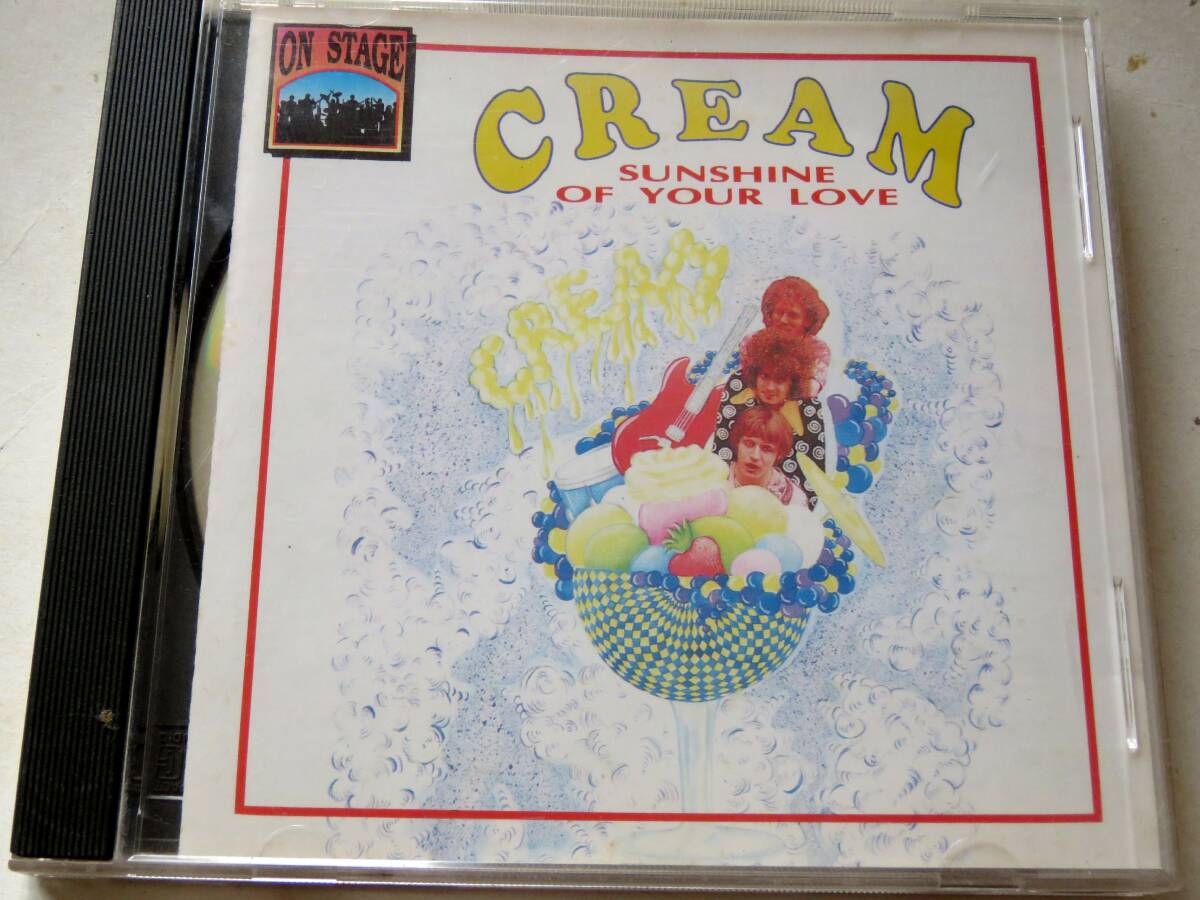 ON STAGE
CREAM
SUNSHINE
OF YOUR LOVE
CREAM